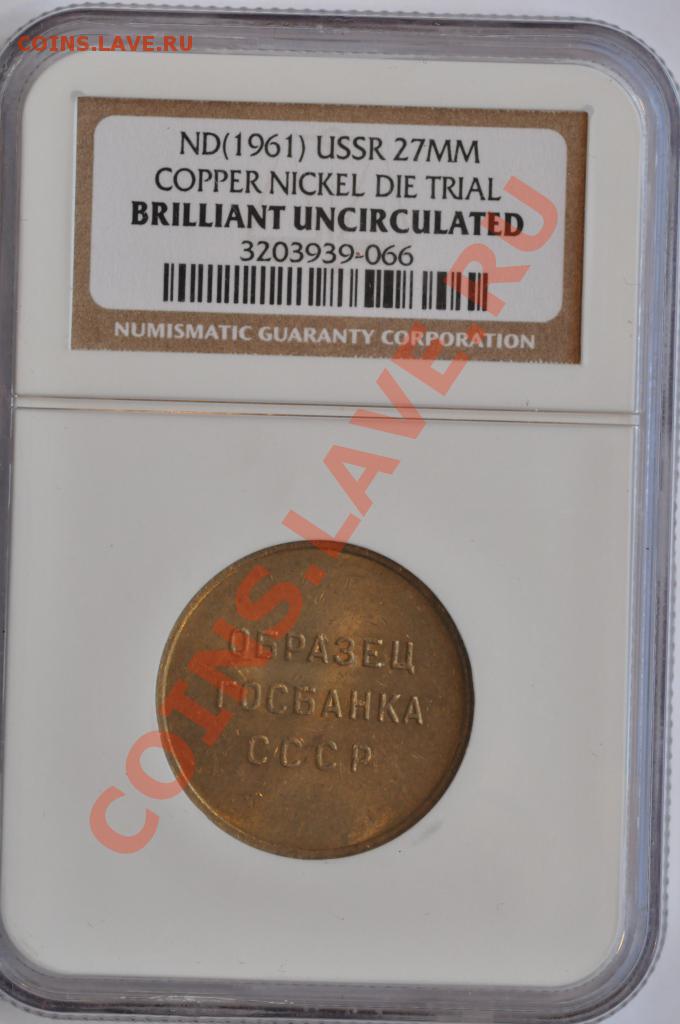 COINS.LAVE.RU
ND(1961) USSR 27MM
COPPER NICKEL DIE TRIAL
BRILLIANT UNCIRCULATED
3203939-066
NUMISMATIC GUARANTY CORPORATION
ОБРАЗЕЦ
ГОСБАНКА
СССР
COINS.LAVE.RU